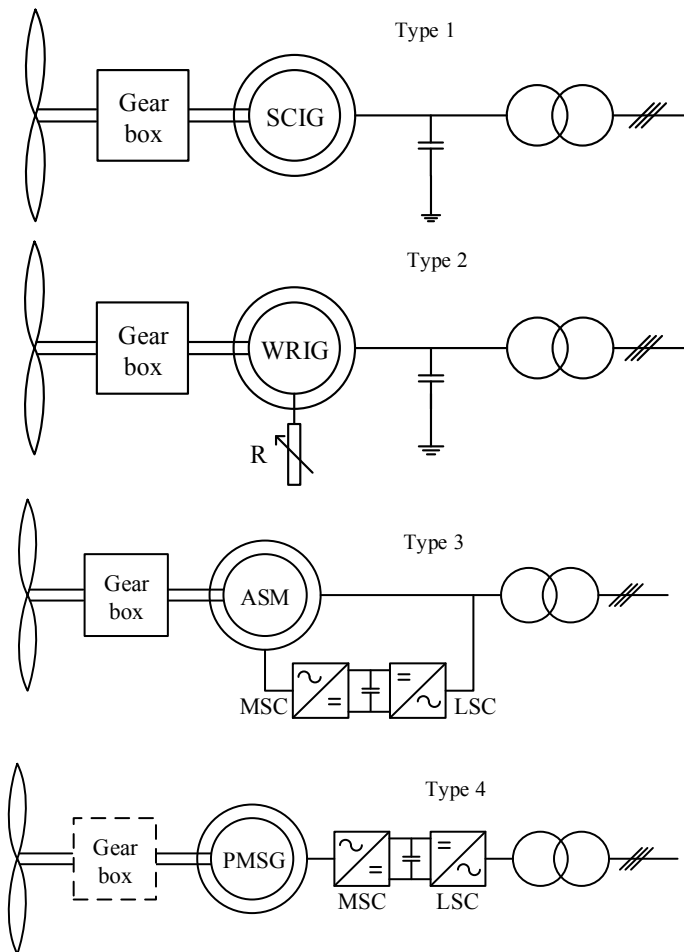 Type 1
Gear
box
SCIG
Type 2
Gear
box
WRIG
R
Type 3
Gear
box
ASM
MSC
LSC
Type 4
Gear
box
PMSG
MSC
LSC